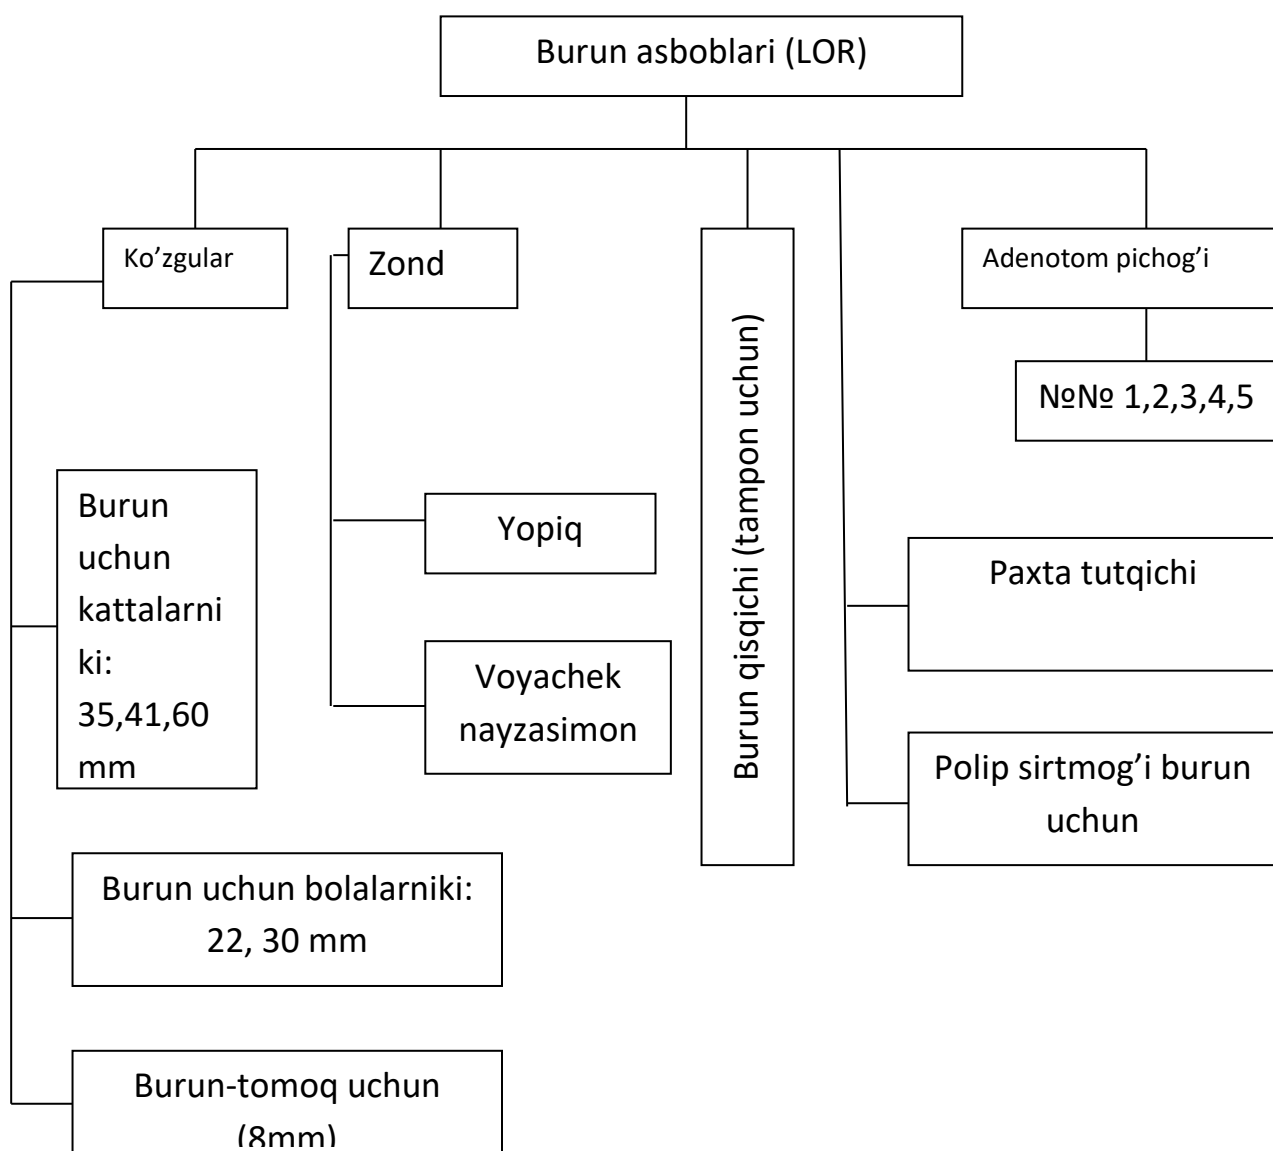 Burun asboblari (LOR)
Ko’zgular
Zond
Burun qisqichi (tampon uchun)
Adenotom pichog’i
№№ 1,2,3,4,5
Burun
uchun
kattalarni
ki:
35,41,60
mm
Yopiq
Voyachek
nayzasimon
Paxta tutqichi
Polip sirtmog’i burun
uchun
Burun uchun bolalarniki:
22, 30 mm
Burun-tomoq uchun
(8mm)